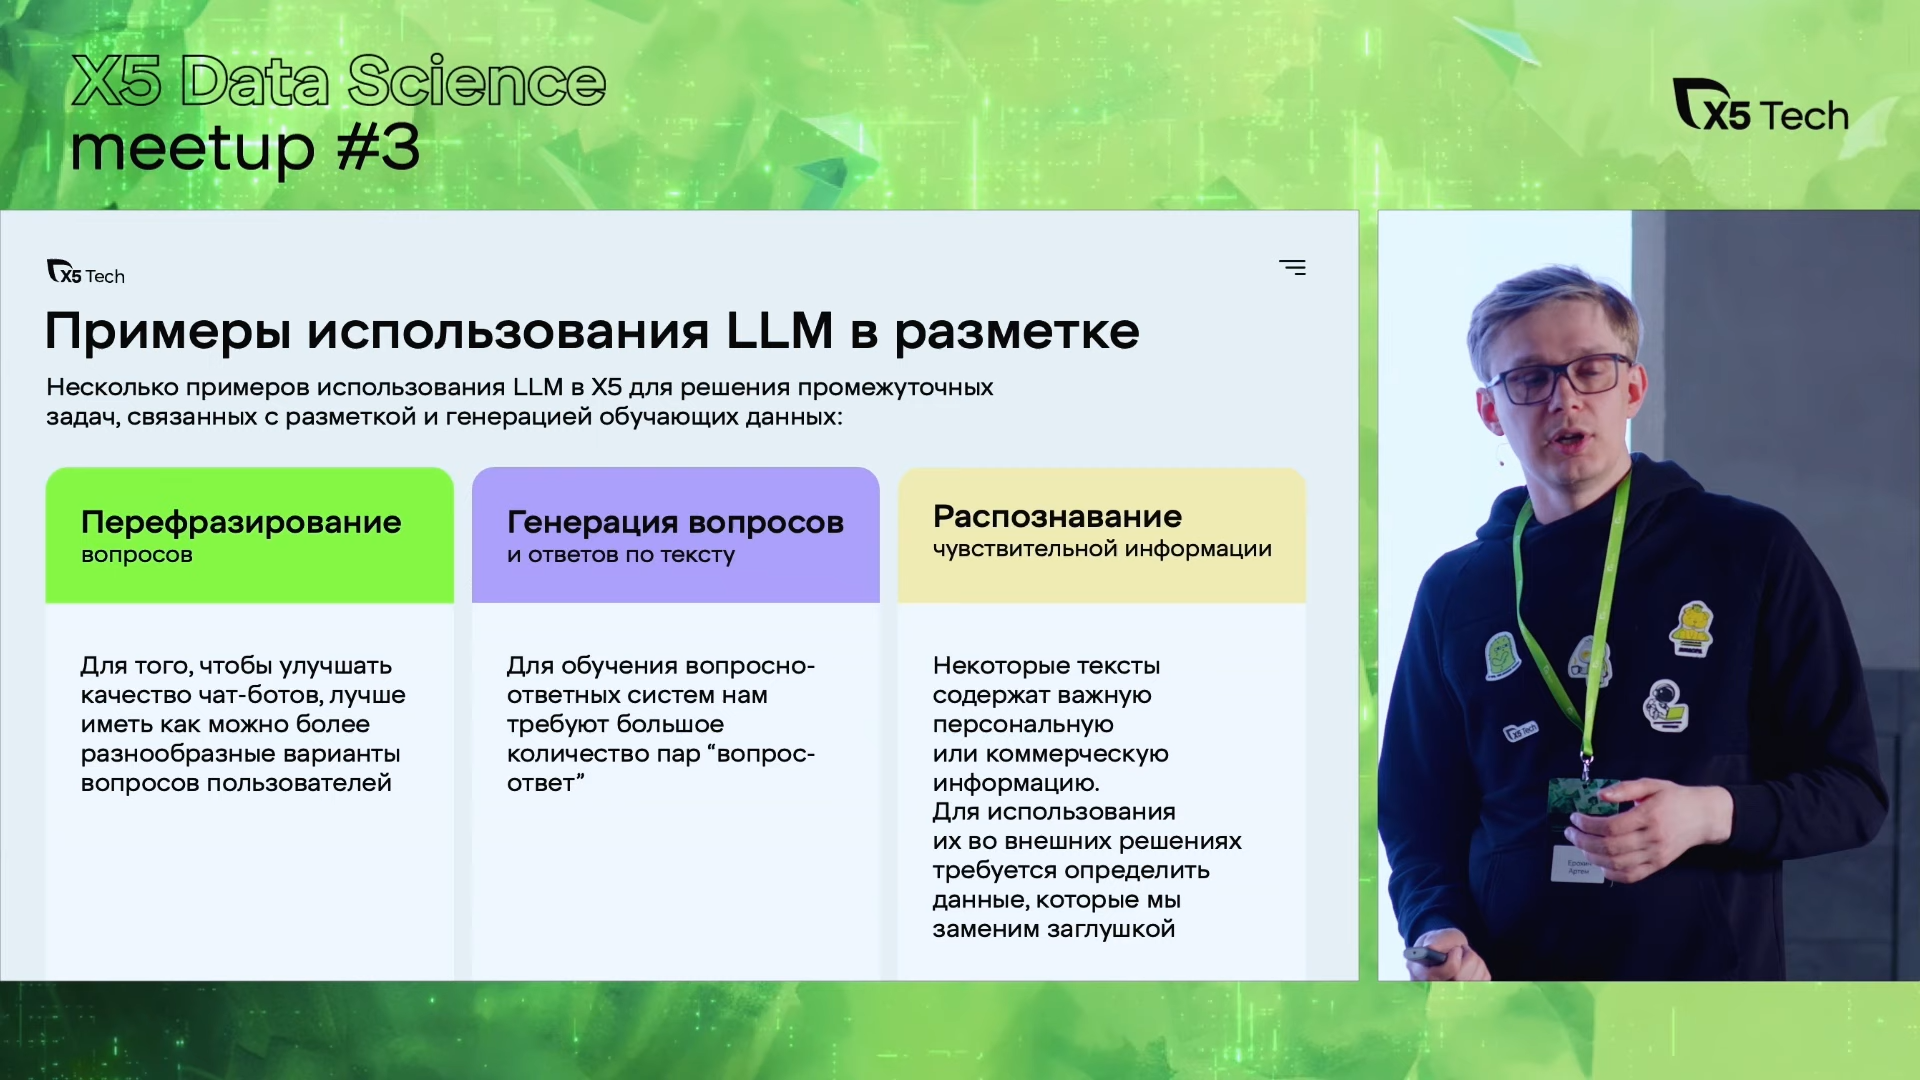 X5 Data Science
meetup #3
X5 Tech
X5 Tech
Примеры использования LLM в разметке
Несколько примеров использования LLM в X5 для решения промежуточных
задач, связанных с разметкой и генерацией обучающих данных:
Перефразирование
вопросов
Для того, чтобы улучшать
качество чат-ботов, лучше
иметь как можно более
разнообразные варианты
вопросов пользователей
Генерация вопросов
и ответов по тексту
Для обучения вопросно-
ответных систем нам
требуют большое
количество пар “вопрос-
ответ”
Распознавание
чувствительной информации
Некоторые тексты
содержат важную
персональную
или коммерческую
информацию.
Для использования
их во внешних решениях
требуется определить
данные, которые мы
заменим заглушкой
X5 Tech
Артем